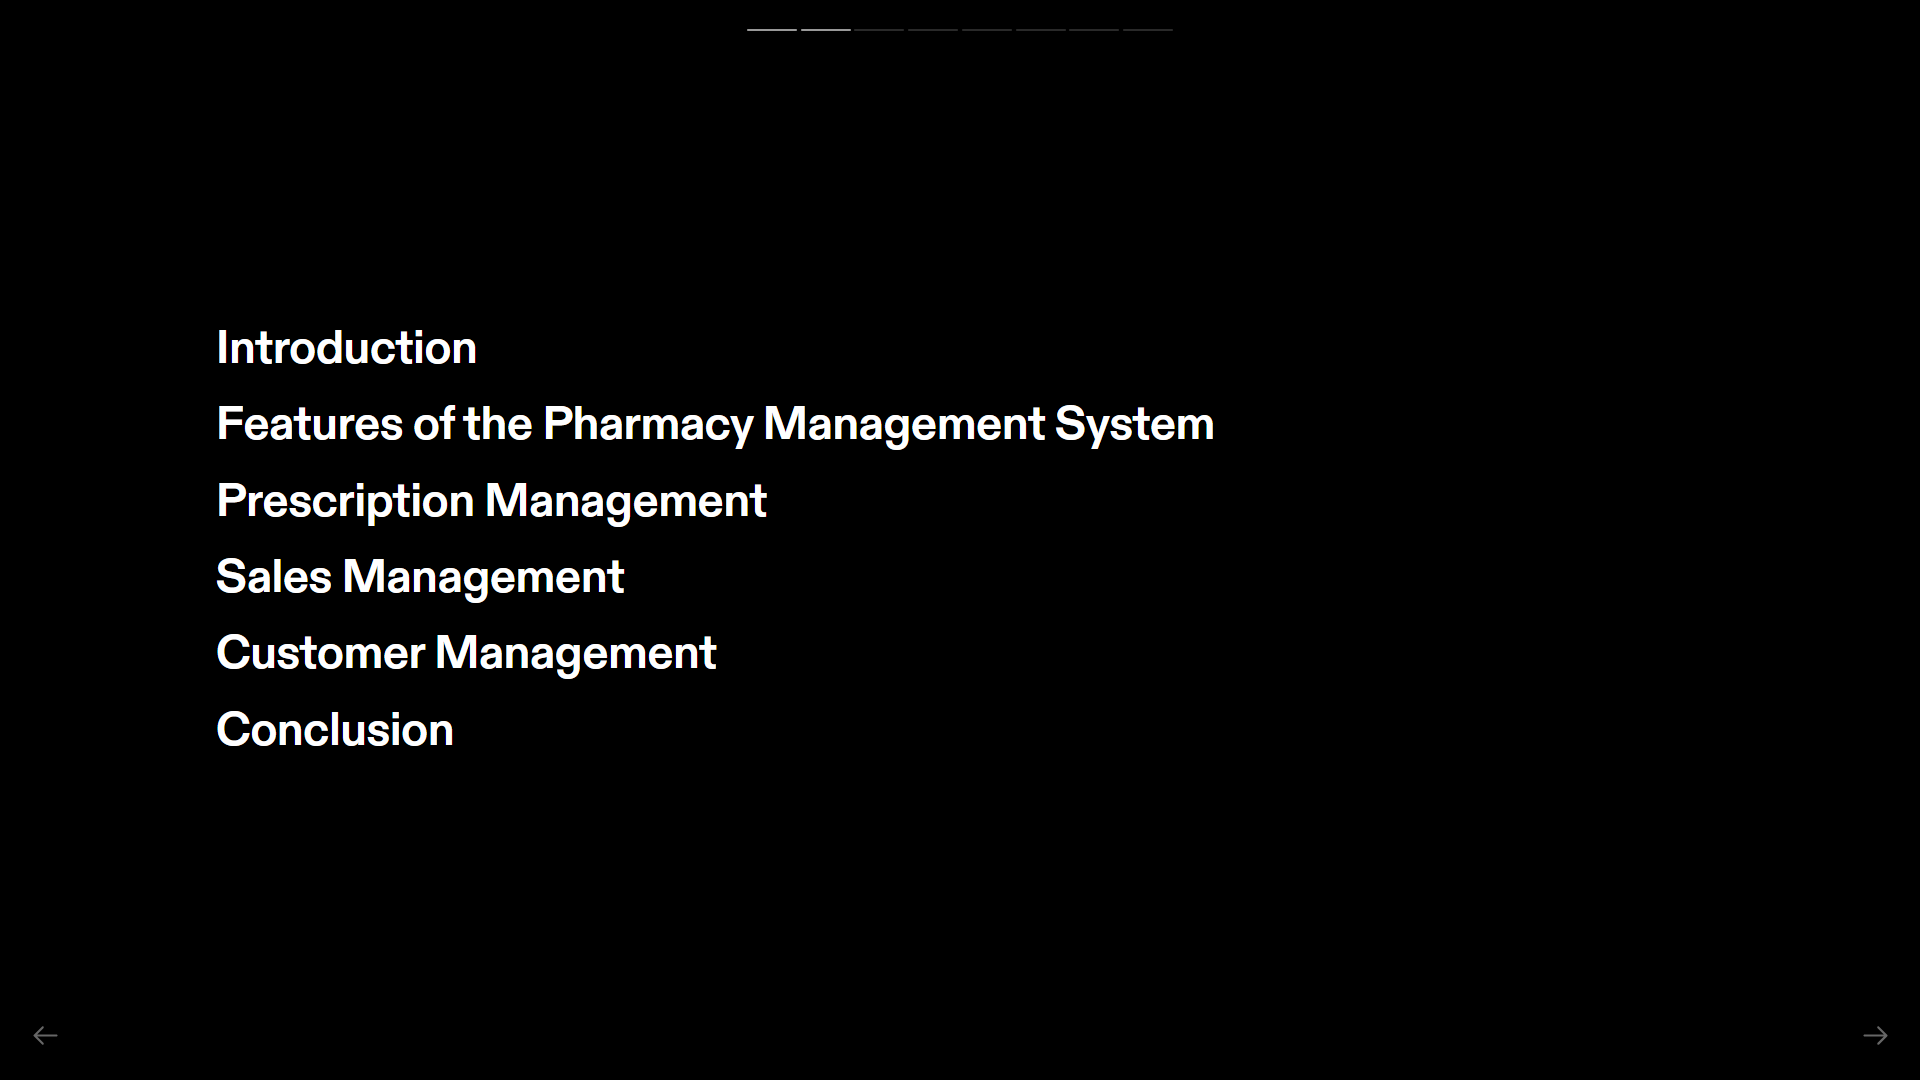 Introduction
Features of the Pharmacy Management System
Prescription Management
Sales Management
Customer Management
Conclusion